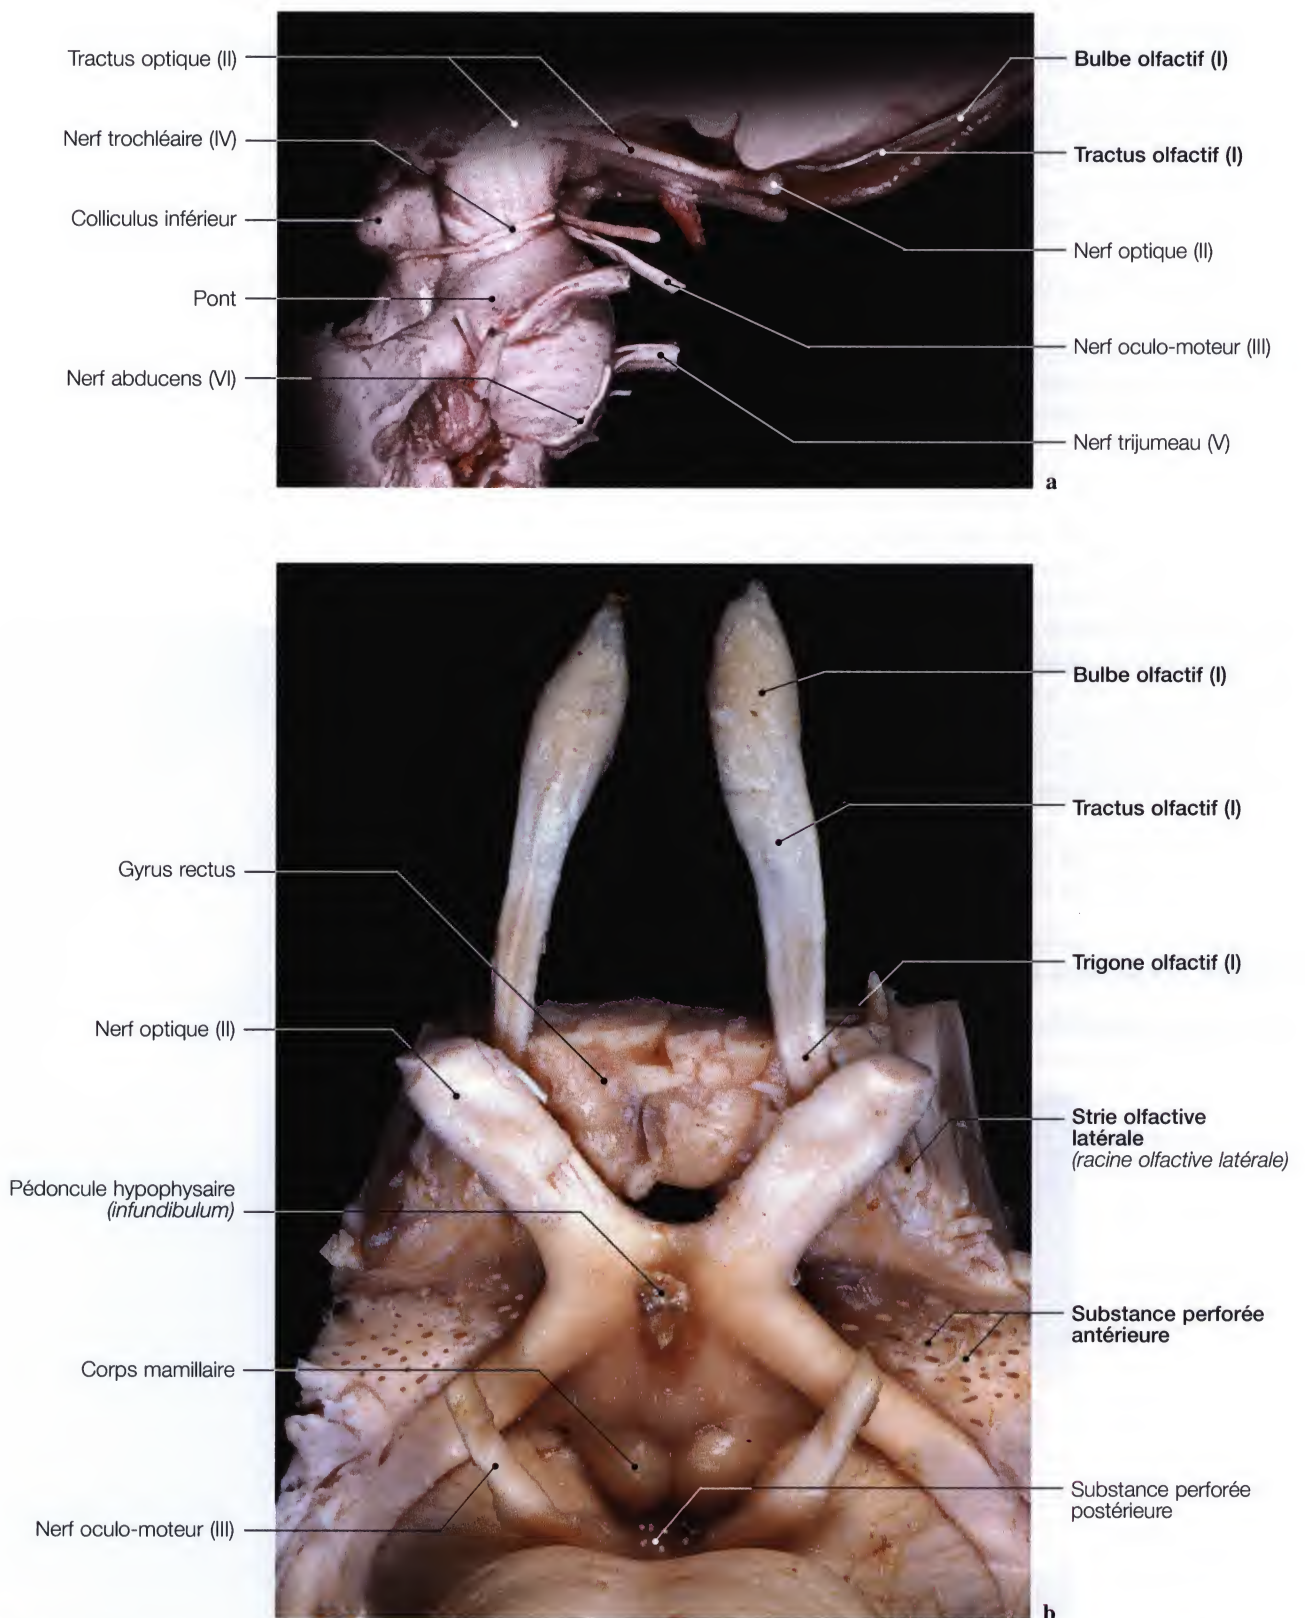 Tractus optique (II)
Nerf trochléaire (IV)
Colliculus inférieur
Pont
Nerf abducens (VI)
Bulbe olfactif (I)
Tractus olfactif (I)
Nerf optique (II)
Nerf oculo-moteur (III)
Nerf trijumeau (V)
a
Gyrus rectus
Nerf optique (II)
Pédoncule hypophysaire
(infundibulum)
Corps mamillaire
Nerf oculo-moteur (III)
Bulbe olfactif (I)
Tractus olfactif (I)
Trigone olfactif (I)
Strie olfactive
latérale
(racine olfactive latérale)
Substance perforée
antérieure
Substance perforée
postérieure
b